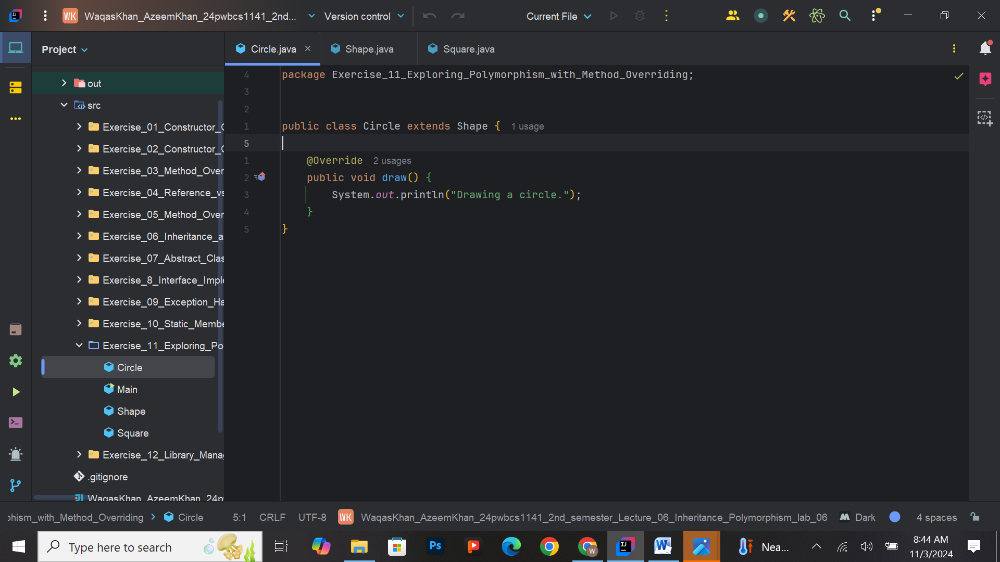 WK WaqasKhan_AzeemKhan_24pwbcs1141_2nd... Version control Current File
Project
Circle.java Shape.java Square.java
out
src
Exercise_01_Constructor_
Exercise_02_Constructor_
Exercise_03_Method_Over
Exercise_04_Reference_vs
Exercise_05_Method_Over
Exercise_06_Inheritance_a
Exercise_07_Abstract_Clas
Exercise_8_Interface_Imple
Exercise_09_Exception_Ha
Exercise_10_Static_Membe
Exercise_11_Exploring_Po
Circle
Main
Shape
Square
Exercise_12_Library_Mana
.gitignore
WaqasKhan_AzeemKhan_24p
4 package Exercise_11_Exploring_Polymorphism_with_Method_Overriding;
3
2
1 public class Circle extends Shape { 1 usage
5
1 @Override 2 usages
2 public void draw() {
3 System.out.println("Drawing a circle.");
4 }
5 }
phism_with_Method_Overriding > Circle 5:1 CRLF UTF-8 WK WaqasKhan_AzeemKhan_24pwbcs1141_2nd_semester_Lecture_06_Inheritance_Polymorphism_lab_06 M Dark 4 spaces
Type here to search Ps W IJ W Nea... 8:44 AM
11/3/2024